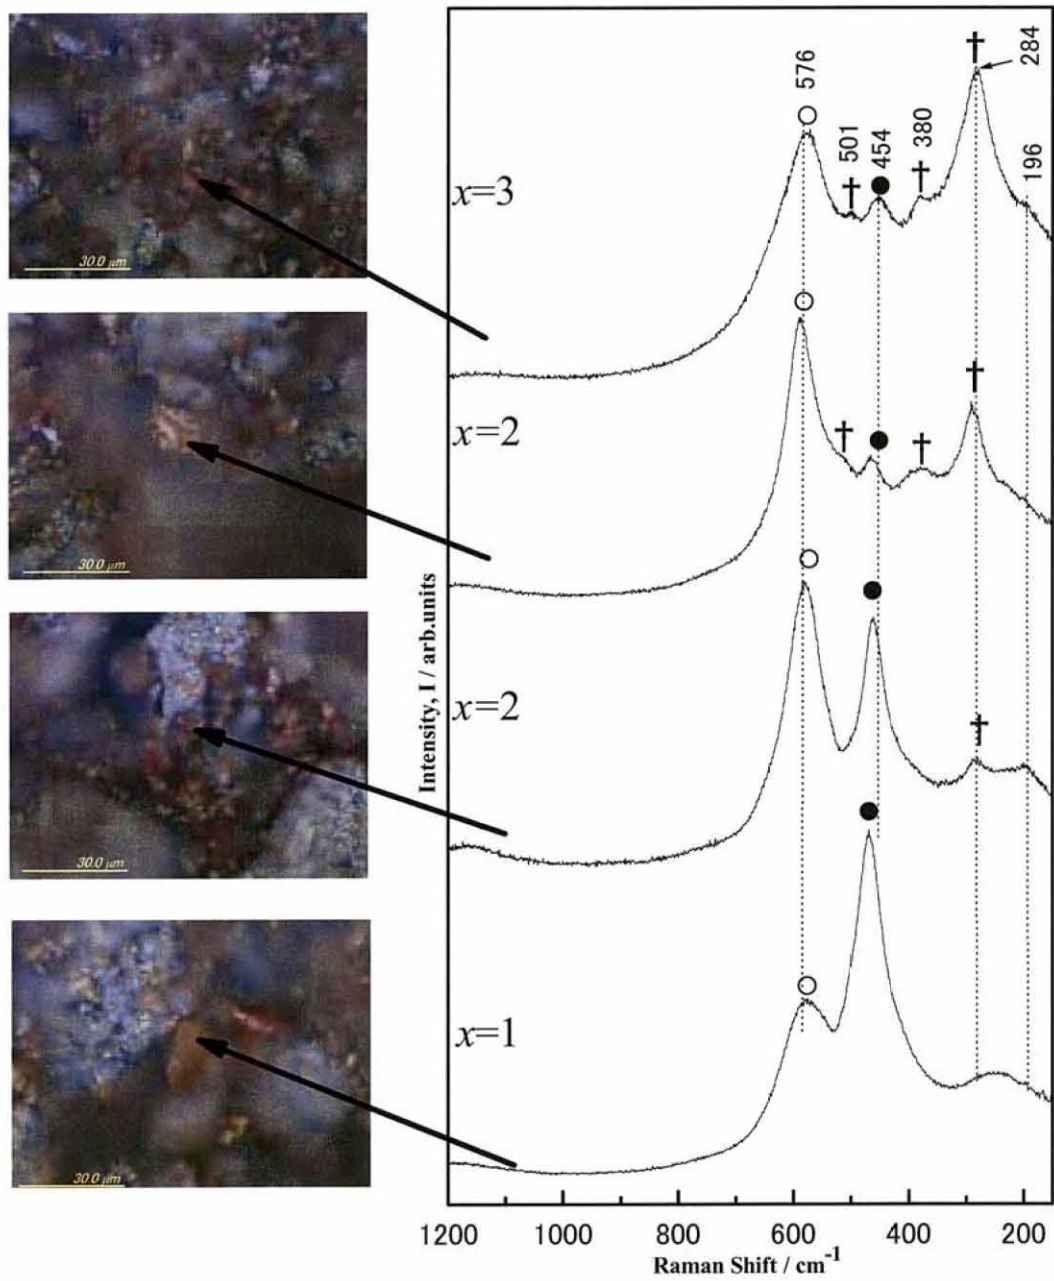 30.0 µm
30.0 µm
30.0 µm
30.0 µm
Intensity, I / arb.units
576
† 501
454
† 380
†
284
196
x=3
†
†
†
x=2
†
x=2
x=1
1200 1000 800 600 400 200
Raman Shift / cm⁻¹